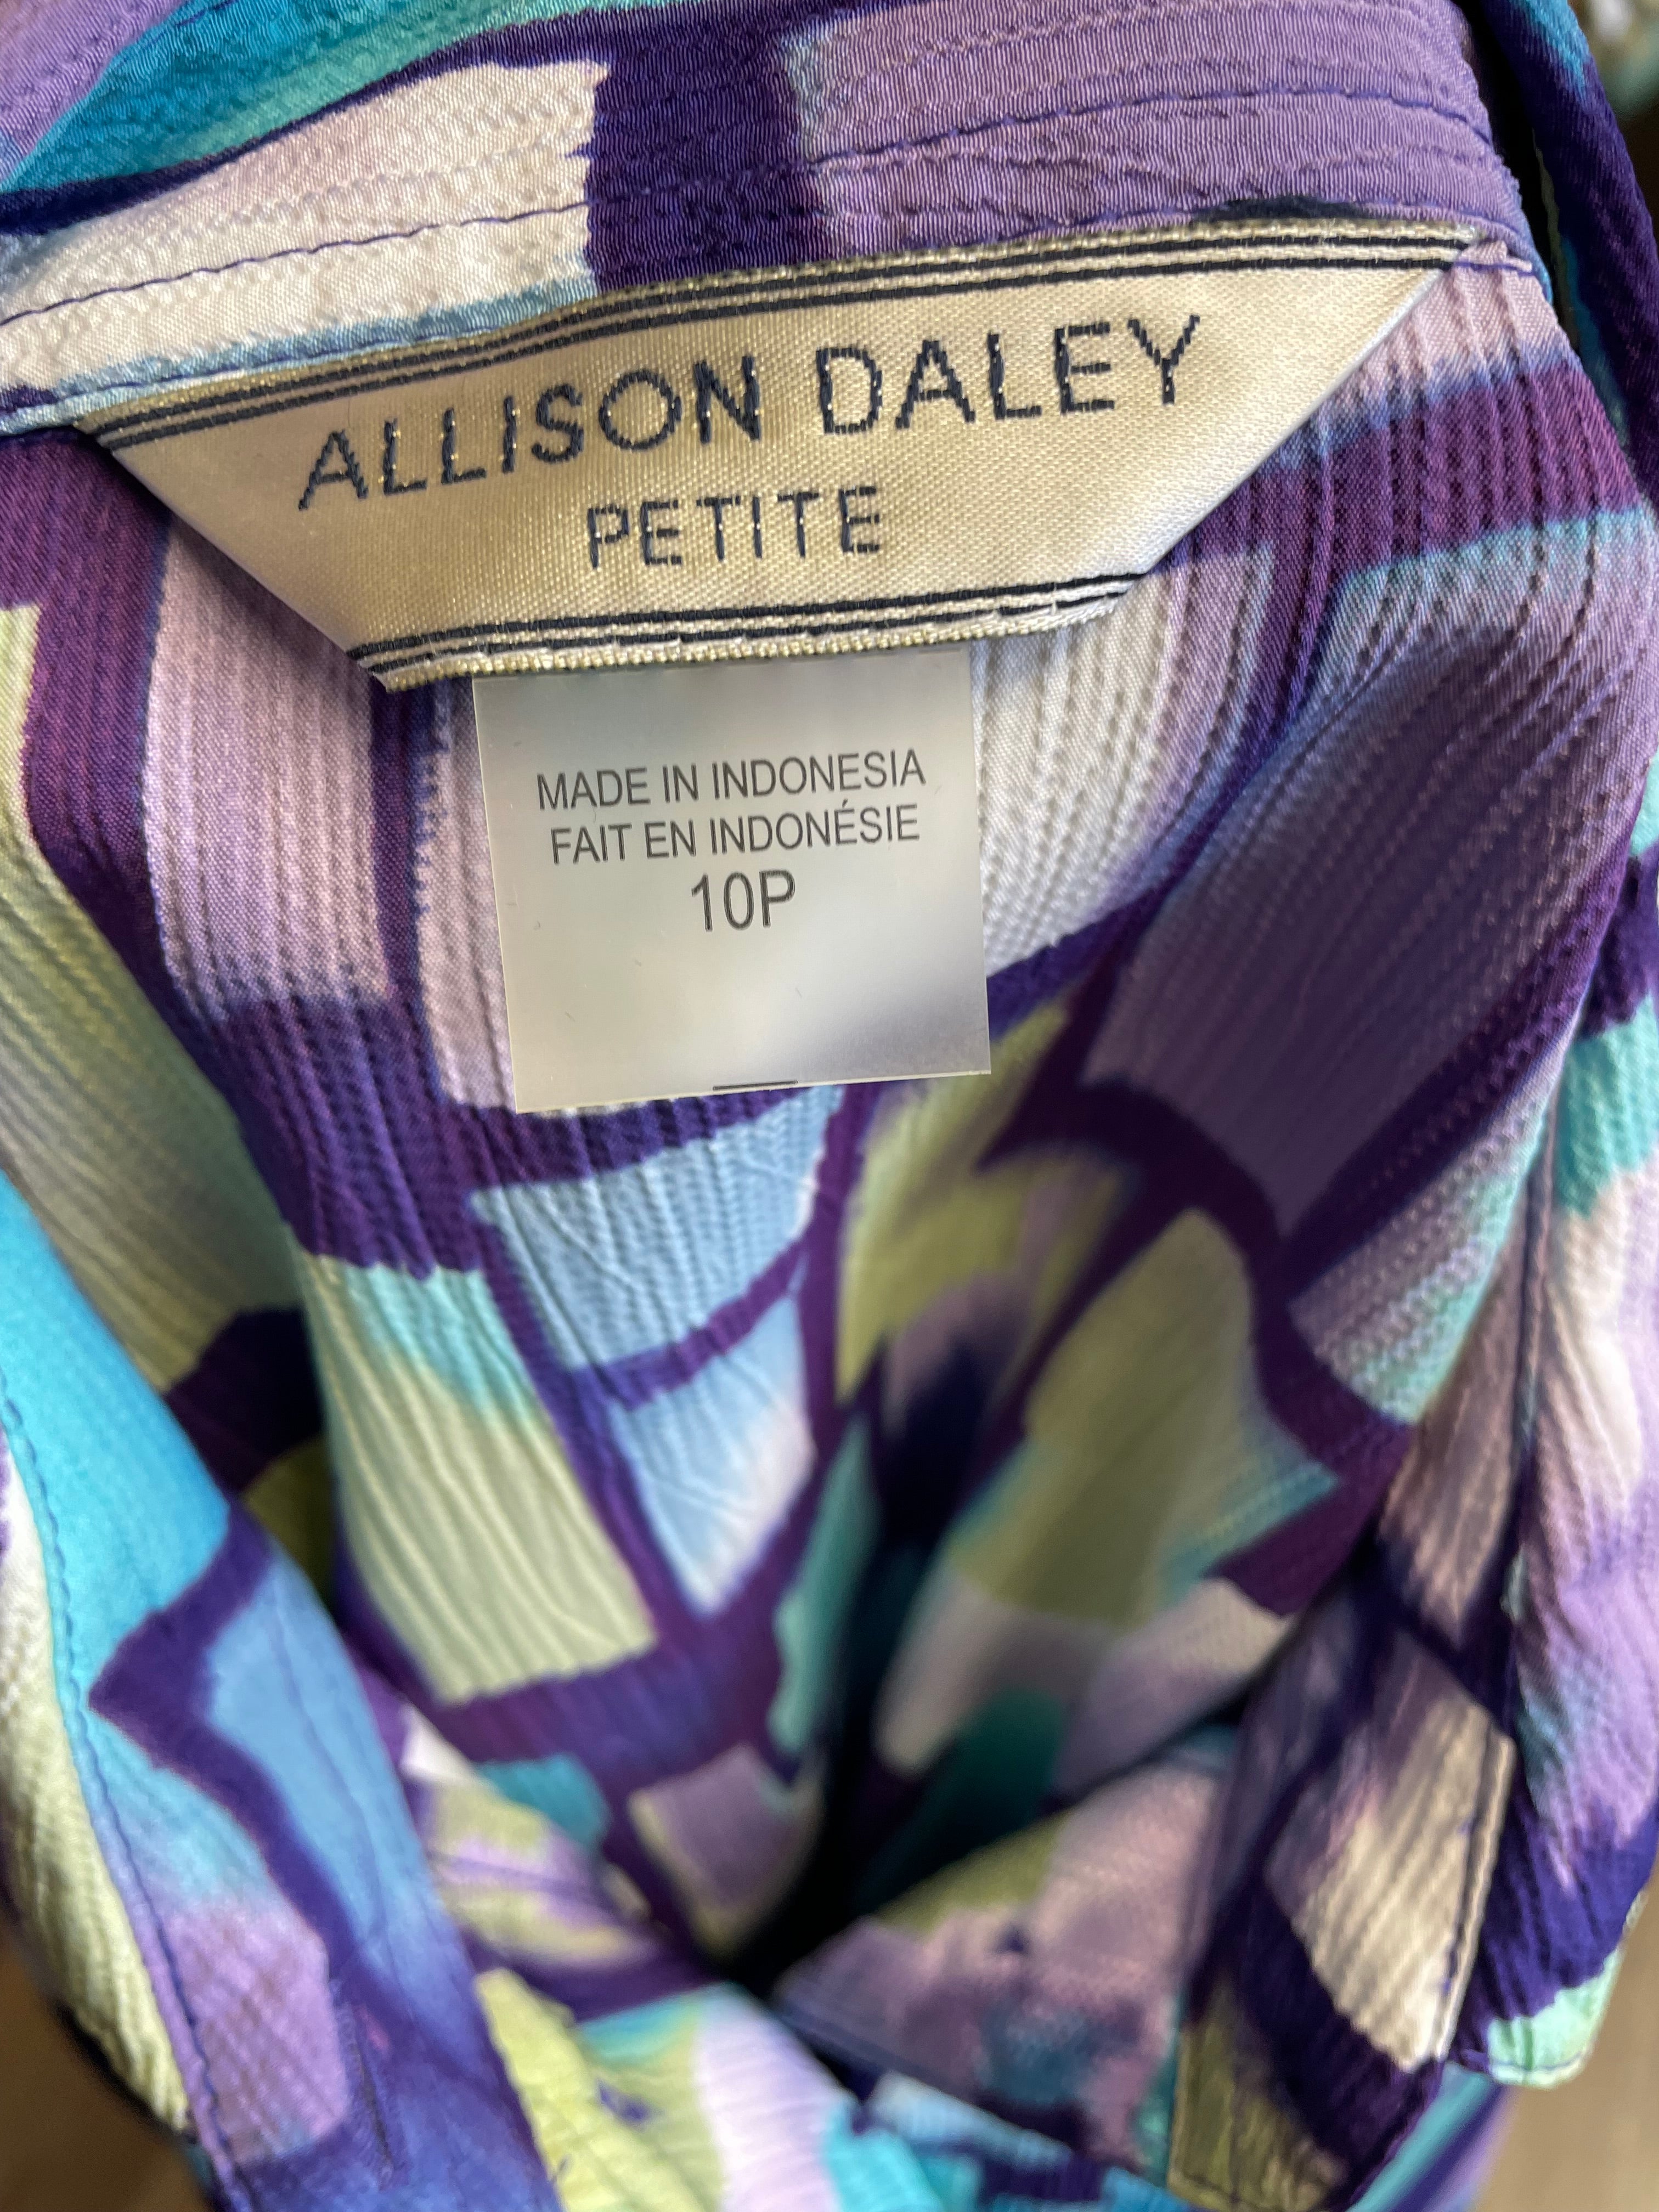 ALLISON DALEY
PETITE
MADE IN INDONESIA
FAIT EN INDONÉSIE
10P